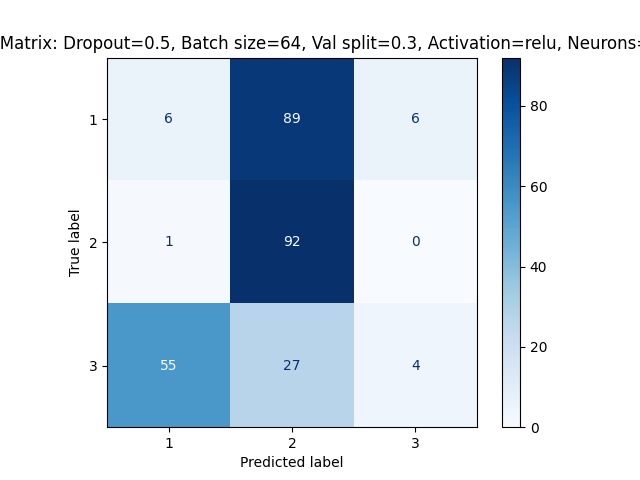 Matrix: Dropout=0.5, Batch size=64, Val split=0.3, Activation=relu, Neurons=
True label
1 6 89 6
2 1 92 0
3 55 27 4
1 2 3
Predicted label
80
60
40
20
0